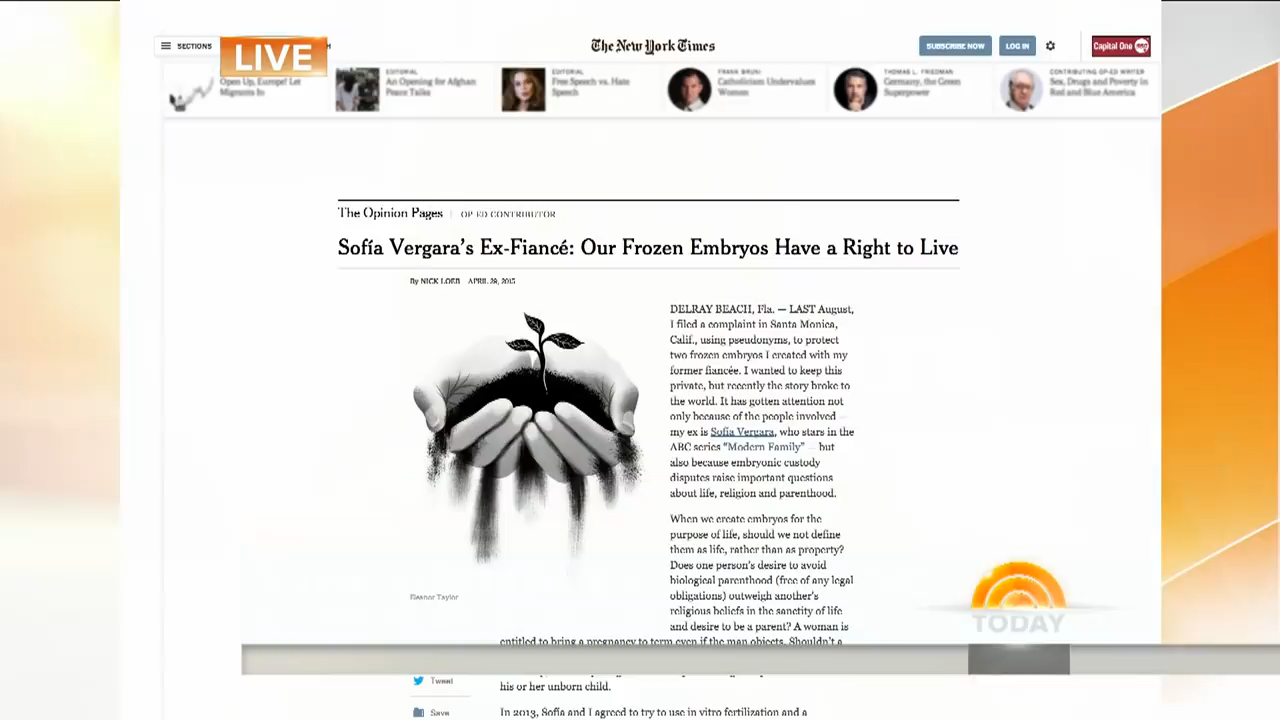 SECTIONS
LIVE
H
The New York Times
SUBSCRIBE NOW
LOG IN
Capital One
Open Up, Europe! Let
Migrants In
EDITORIAL
An Opening for Afghan
Peace Talks
EDITORIAL
Free Speech vs. Hate
Speech
FRANK BRUNI
Catholicism Undervalues
Women
THOMAS L. FRIEDMAN
Germany, the Green
Superpower
CONTRIBUTING OP-ED WRITER
Sex, Drugs and Poverty in
Red and Blue America
The Opinion Pages | OP-ED CONTRIBUTOR
Sofía Vergara's Ex-Fiancé: Our Frozen Embryos Have a Right to Live
By NICK LOEB APRIL 29, 2015
DELRAY BEACH, Fla. — LAST August,
I filed a complaint in Santa Monica,
Calif., using pseudonyms, to protect
two frozen embryos I created with my
former fiancée. I wanted to keep this
private, but recently the story broke to
the world. It has gotten attention not
only because of the people involved —
my ex is Sofía Vergara, who stars in the
ABC series "Modern Family" — but
also because embryonic custody
disputes raise important questions
about life, religion and parenthood.
When we create embryos for the
purpose of life, should we not define
them as life, rather than as property?
Does one person's desire to avoid
biological parenthood (free of any legal
obligations) outweigh another's
religious beliefs in the sanctity of life
and desire to be a parent? A woman is
entitled to bring a pregnancy to term even if the man objects. Shouldn't a
his or her unborn child.
In 2013, Sofía and I agreed to try to use in vitro fertilization and a
Eleanor Taylor
Tweet
Save
TODAY